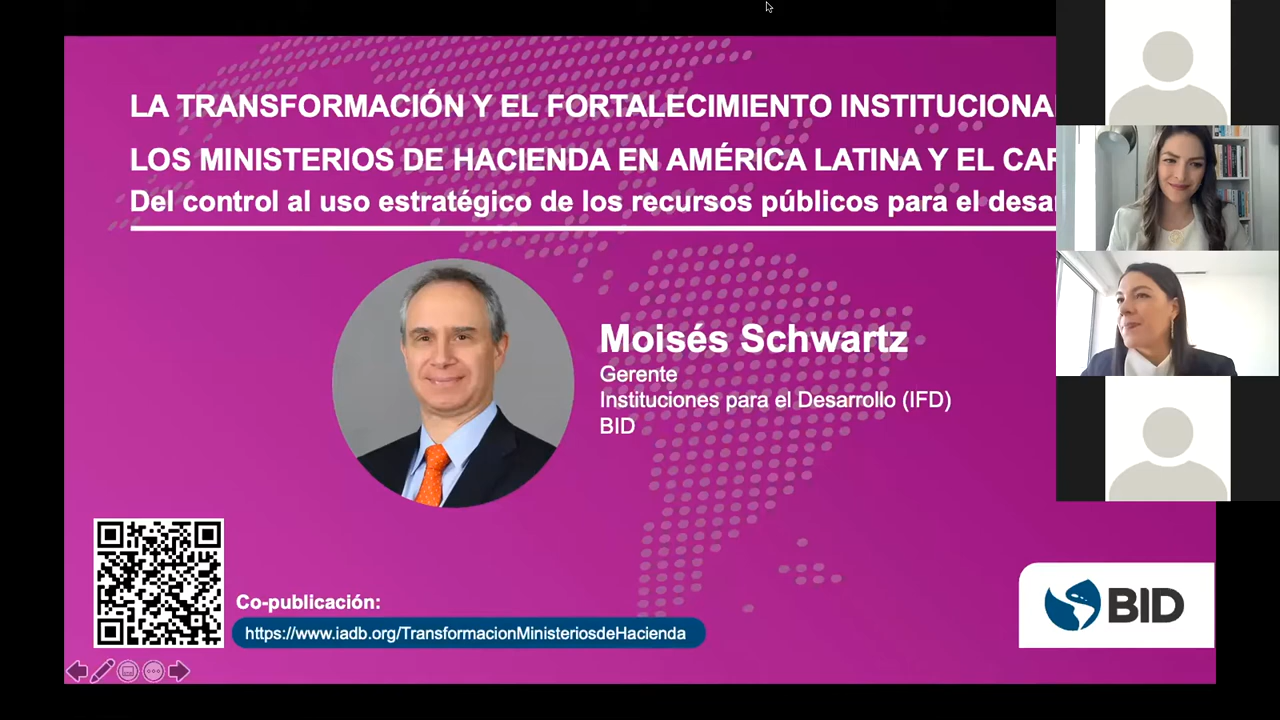 LA TRANSFORMACIÓN Y EL FORTALECIMIENTO INSTITUCIONA
LOS MINISTERIOS DE HACIENDA EN AMÉRICA LATINA Y EL CAR
Del control al uso estratégico de los recursos públicos para el desa
Moisés Schwartz
Gerente
Instituciones para el Desarrollo (IFD)
BID
Co-publicación:
https://www.iadb.org/TransformacionMinisteriosdeHacienda
BID